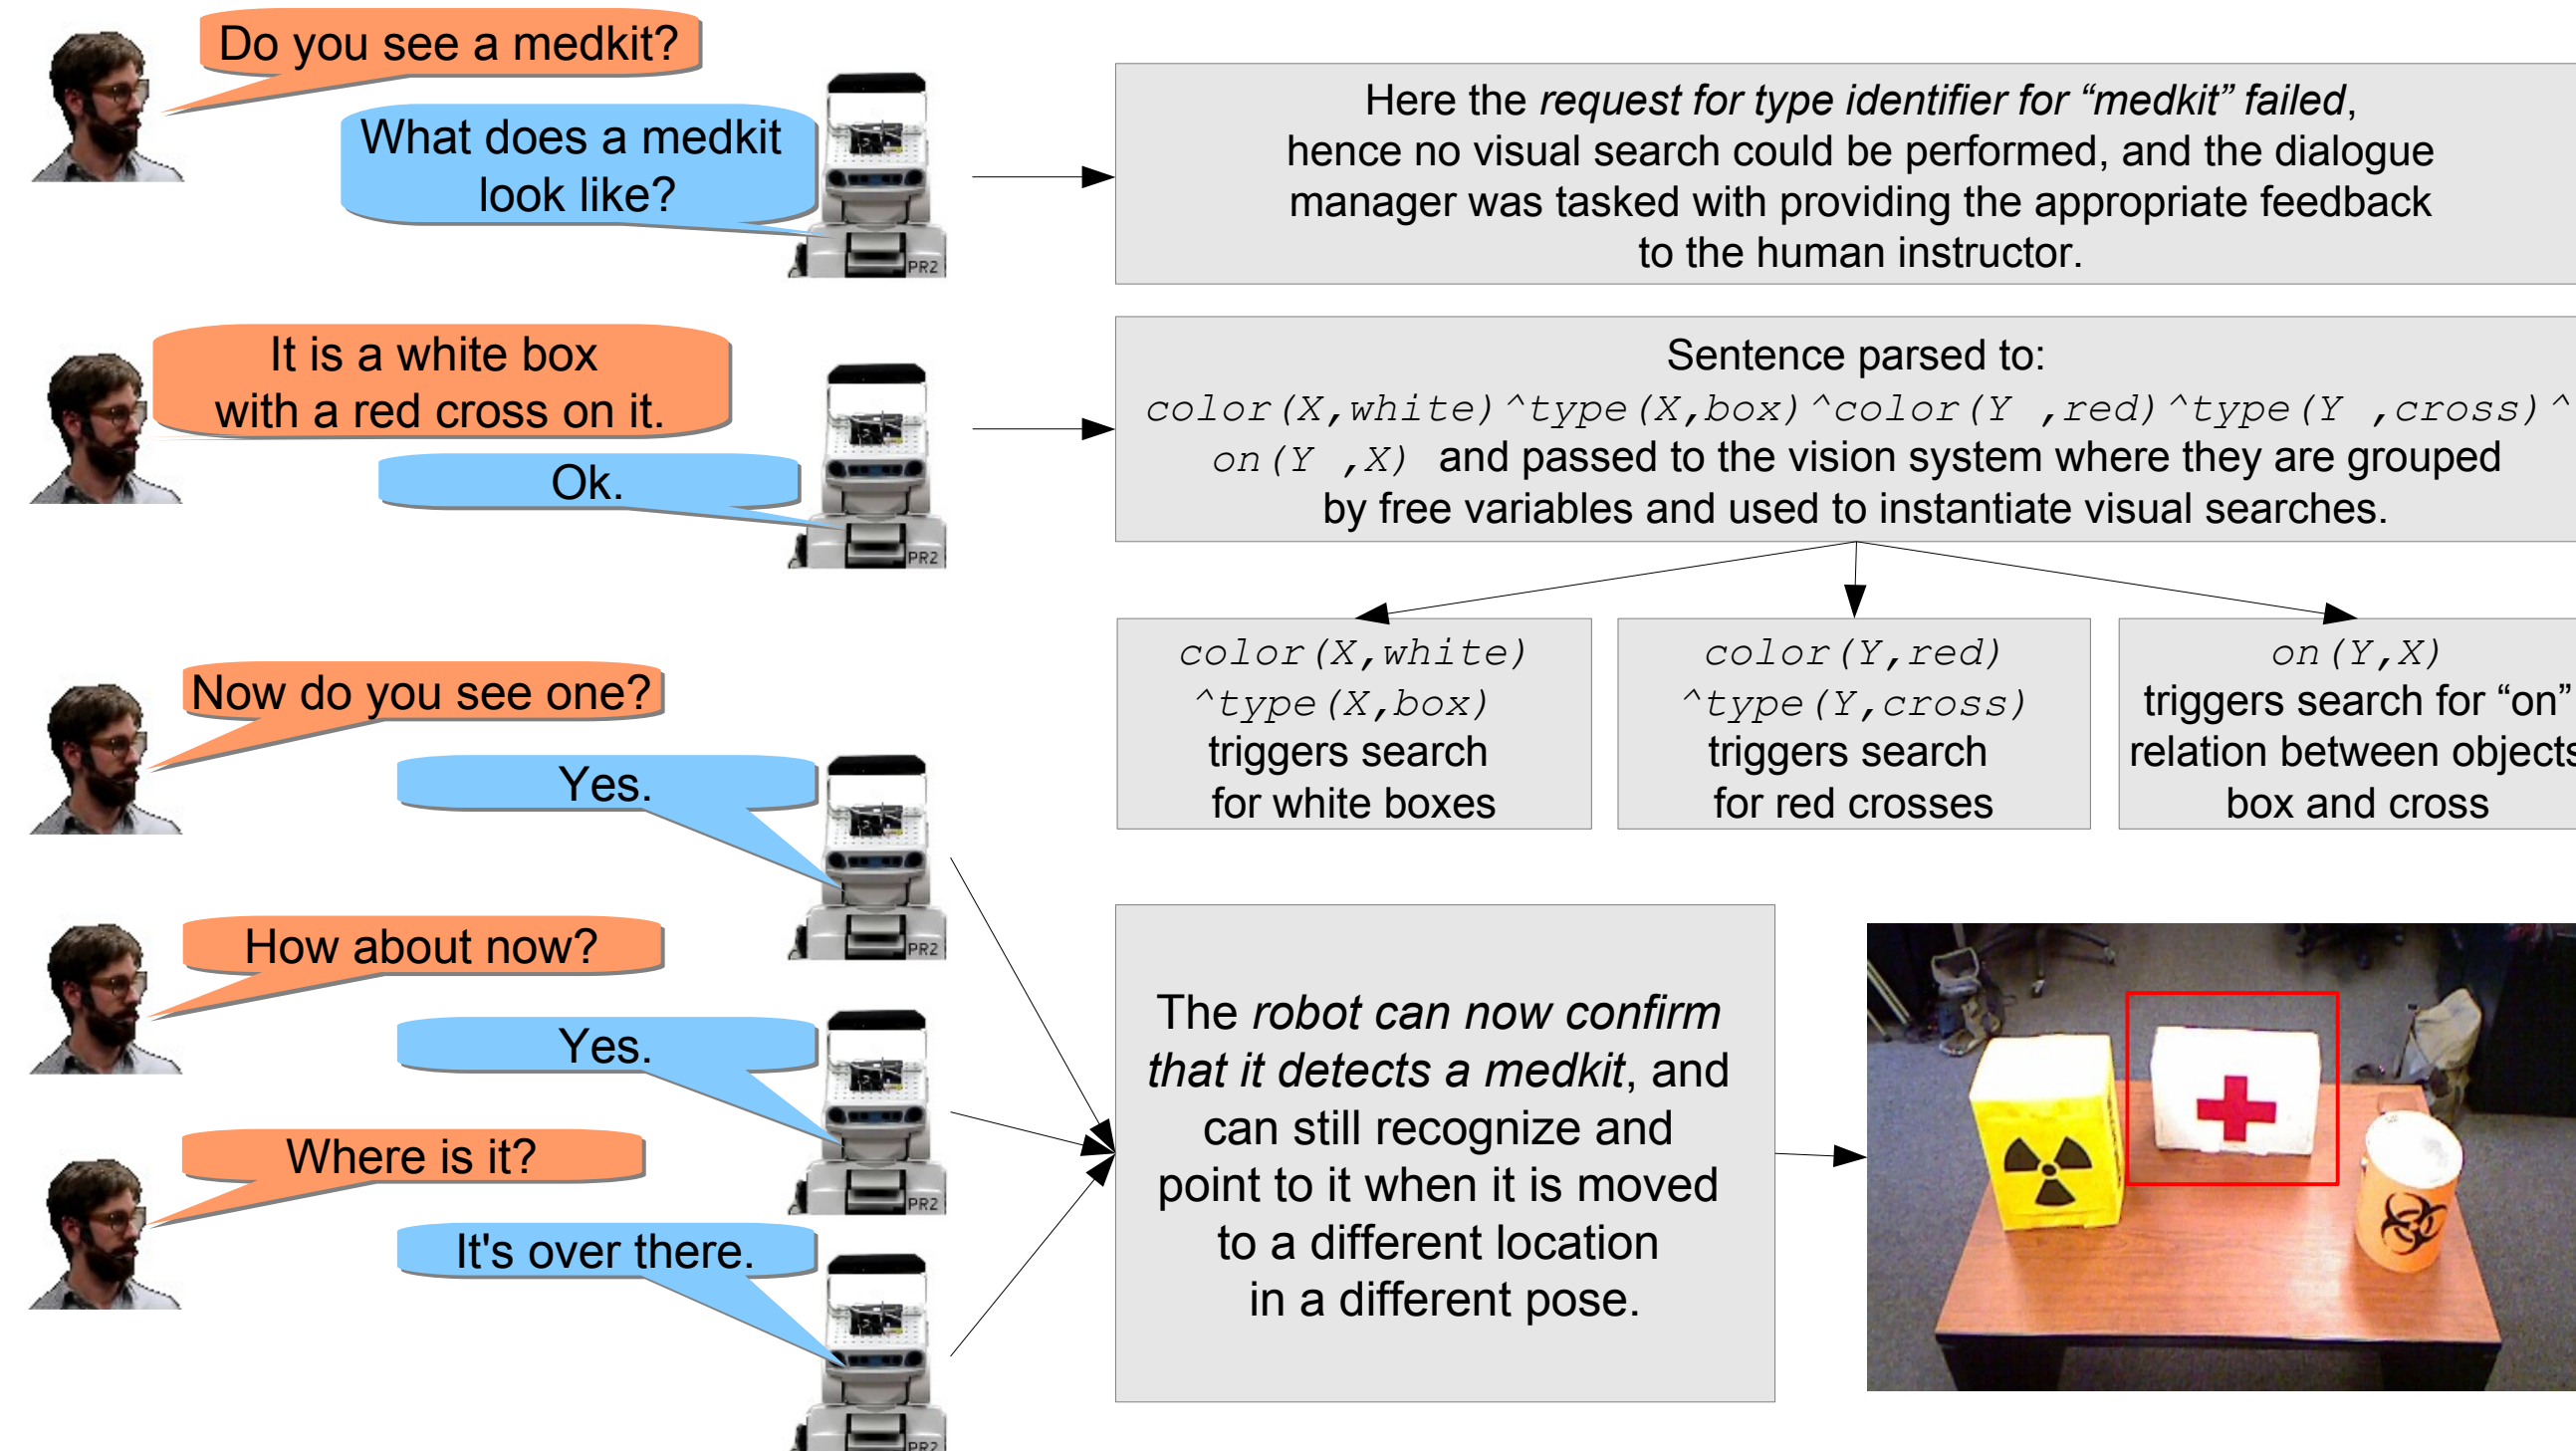 Do you see a medkit?
What does a medkit
look like?
PR2
Here the request for type identifier for “medkit” failed,
hence no visual search could be performed, and the dialogue
manager was tasked with providing the appropriate feedback
to the human instructor.
It is a white box
with a red cross on it.
Ok.
PR2
Sentence parsed to:
color(X,white)^type(X,box)^color(Y ,red)^type(Y ,cross)^
on(Y ,X) and passed to the vision system where they are grouped
by free variables and used to instantiate visual searches.
color(X,white)
^type(X,box)
triggers search
for white boxes
color(Y,red)
^type(Y,cross)
triggers search
for red crosses
on(Y,X)
triggers search for “on”
relation between objects
box and cross
Now do you see one?
Yes.
PR2
How about now?
Yes.
PR2
Where is it?
It's over there.
PR2
The robot can now confirm
that it detects a medkit, and
can still recognize and
point to it when it is moved
to a different location
in a different pose.